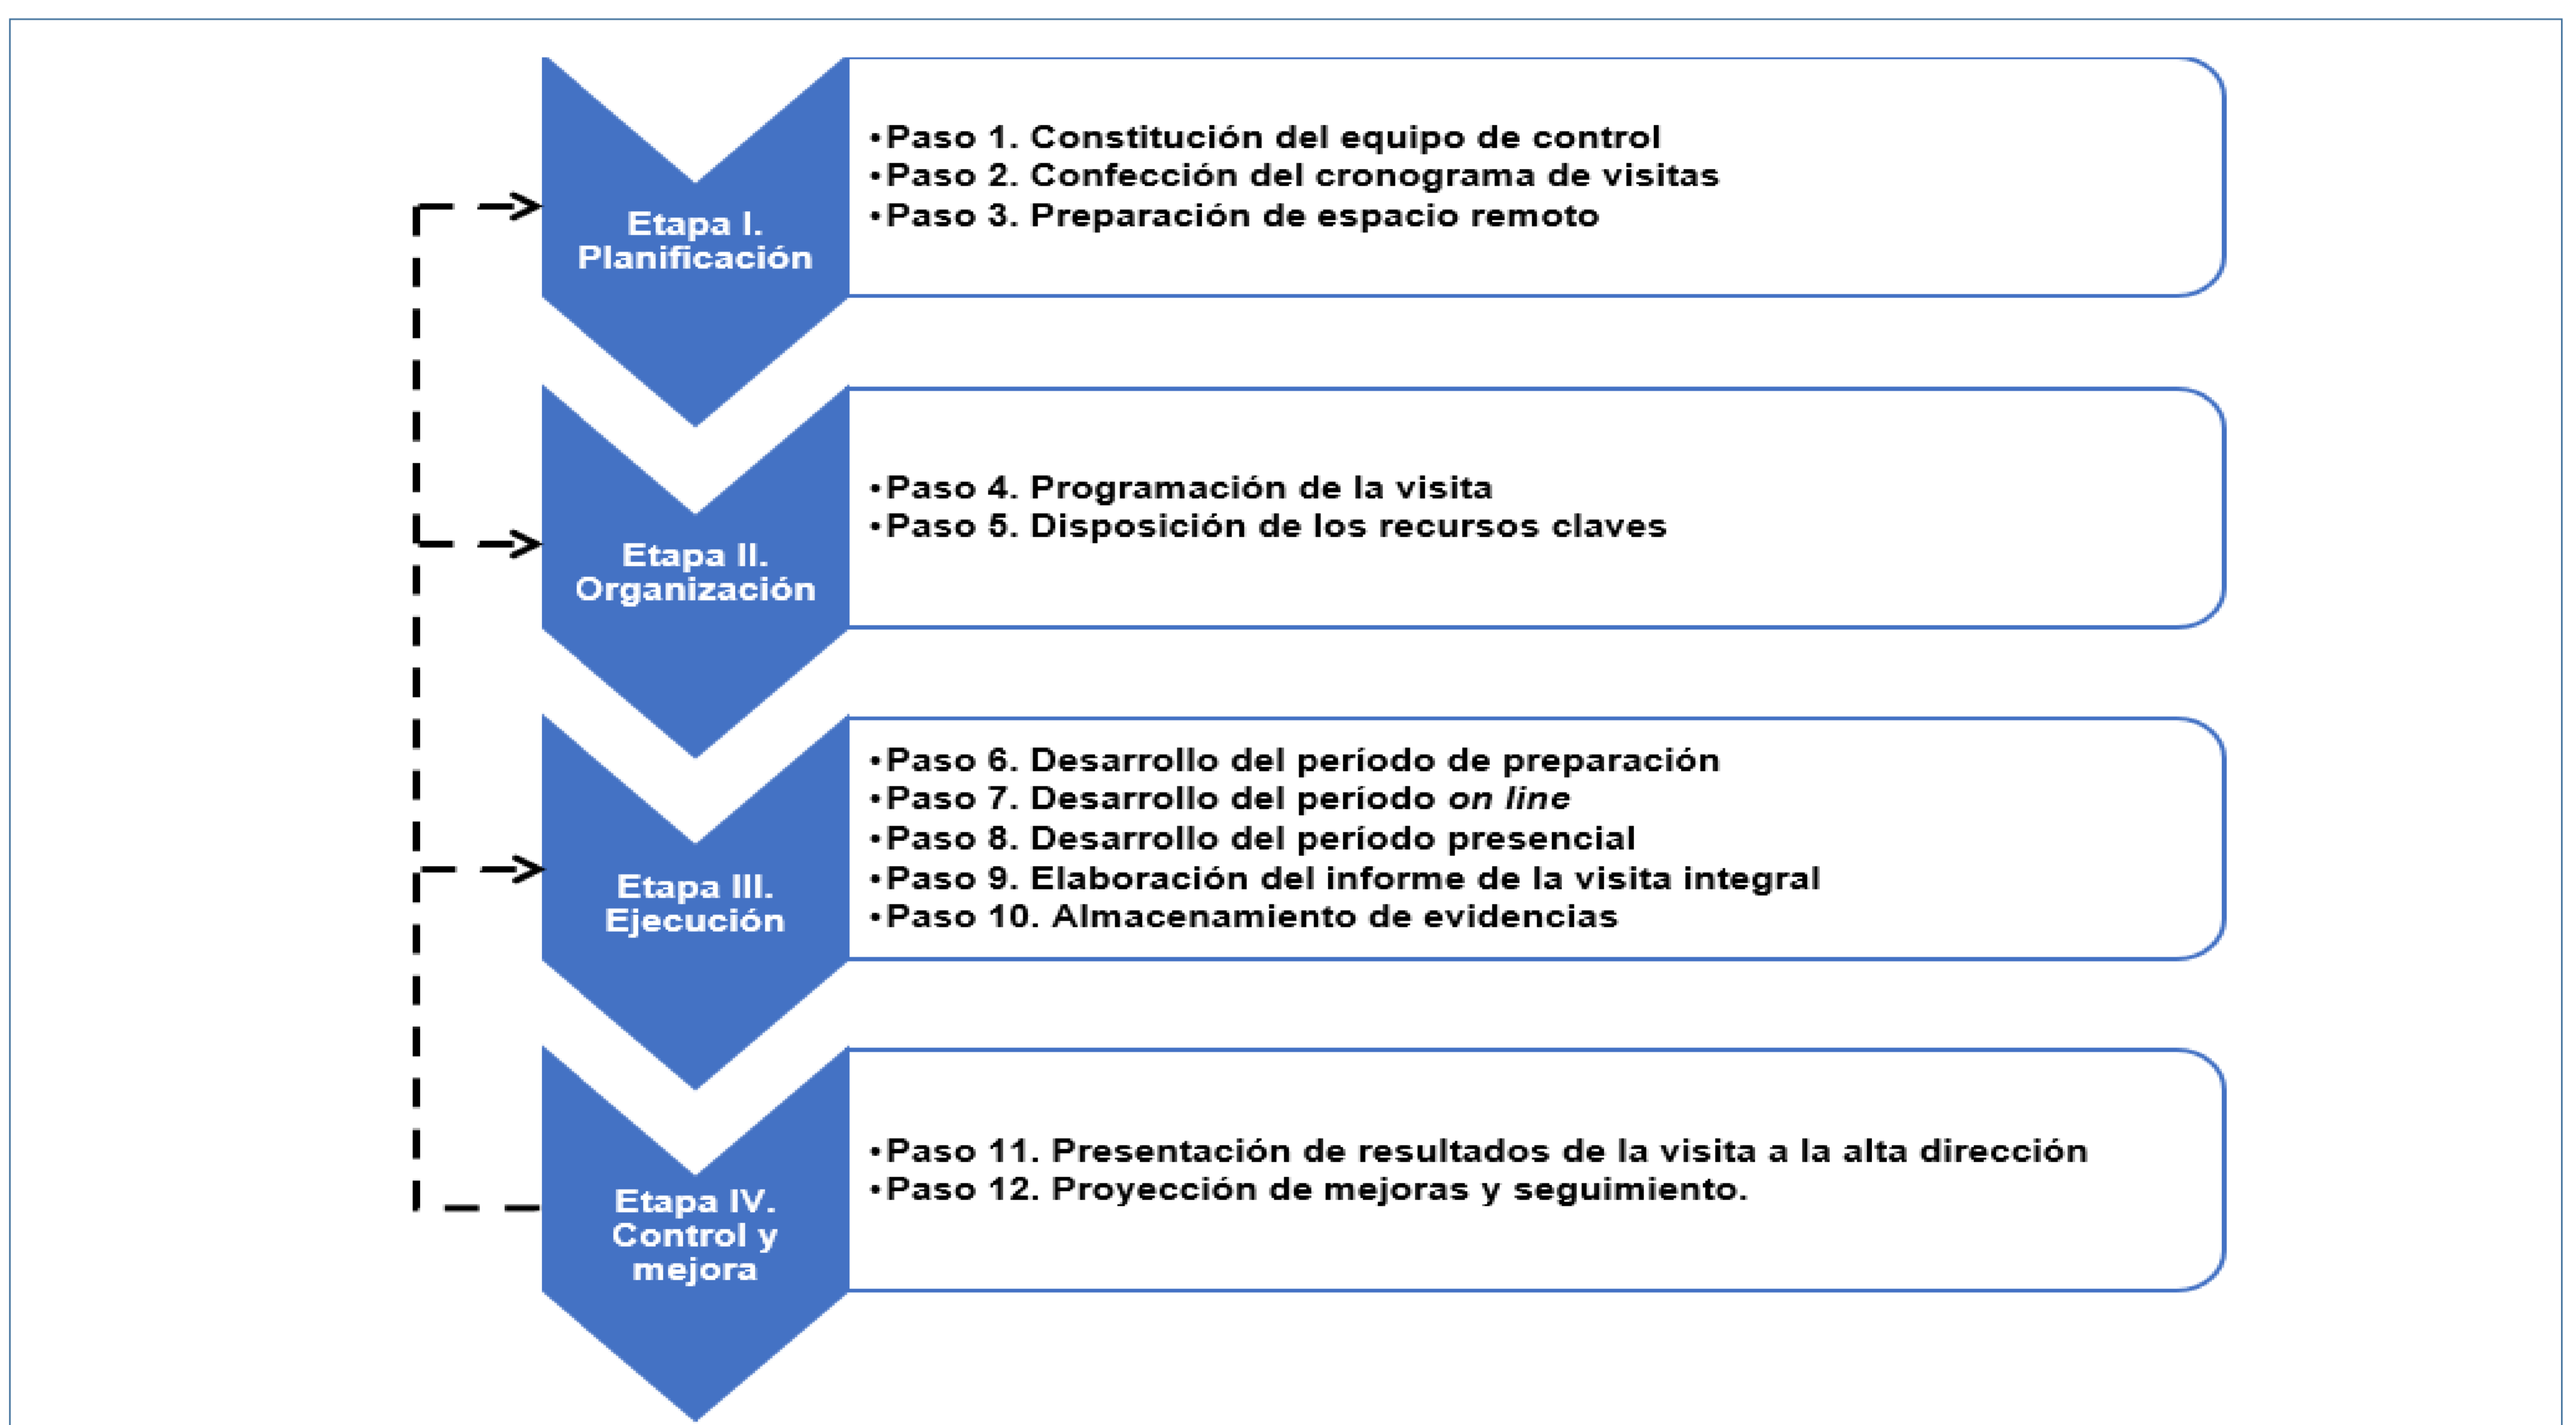 Etapa I.
Planificación
•Paso 1. Constitución del equipo de control
•Paso 2. Confección del cronograma de visitas
•Paso 3. Preparación de espacio remoto
Etapa II.
Organización
•Paso 4. Programación de la visita
•Paso 5. Disposición de los recursos claves
Etapa III.
Ejecución
•Paso 6. Desarrollo del período de preparación
•Paso 7. Desarrollo del período on line
•Paso 8. Desarrollo del período presencial
•Paso 9. Elaboración del informe de la visita integral
•Paso 10. Almacenamiento de evidencias
Etapa IV.
Control y
mejora
•Paso 11. Presentación de resultados de la visita a la alta dirección
•Paso 12. Proyección de mejoras y seguimiento.